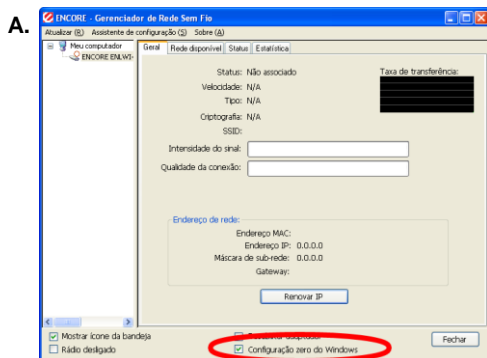 A.
ENCORE - Gerenciador de Rede Sem Fio
Atualizar (R) Assistente de configuração (S) Sobre (A)
Meu computador
ENCORE ENLWI-
Geral Rede disponível Status Estatística
Status: Não associado
Taxa de transferência:
Velocidade: N/A
Tipo: N/A
Criptografia: N/A
SSID:
Intensidade do sinal:
Qualidade da conexão:
Endereço de rede:
Endereço MAC:
Endereço IP: 0.0.0.0
Máscara de sub-rede: 0.0.0.0
Gateway:
Renovar IP
Mostrar ícone da bandeja
Rádio desligado
Configuração zero do Windows
Fechar